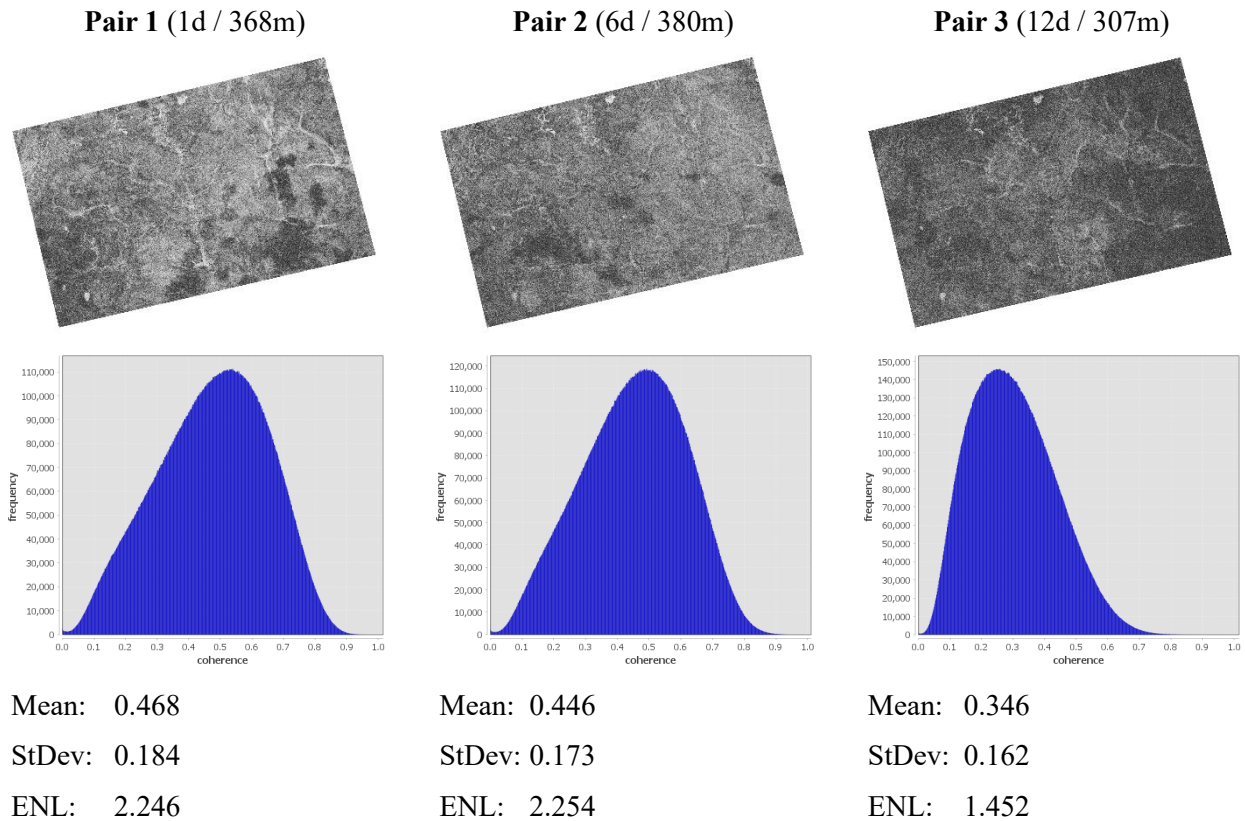 Pair 1 (1d / 368m)
Pair 2 (6d / 380m)
Pair 3 (12d / 307m)
110,000
100,000
90,000
80,000
70,000
60,000
50,000
40,000
30,000
20,000
10,000
0
frequency
0.0 0.1 0.2 0.3 0.4 0.5 0.6 0.7 0.8 0.9 1.0
coherence
120,000
110,000
100,000
90,000
80,000
70,000
60,000
50,000
40,000
30,000
20,000
10,000
0
frequency
0.0 0.1 0.2 0.3 0.4 0.5 0.6 0.7 0.8 0.9 1.0
coherence
150,000
140,000
130,000
120,000
110,000
100,000
90,000
80,000
70,000
60,000
50,000
40,000
30,000
20,000
10,000
0
frequency
0.0 0.1 0.2 0.3 0.4 0.5 0.6 0.7 0.8 0.9 1.0
coherence
Mean: 0.468
StDev: 0.184
ENL: 2.246
Mean: 0.446
StDev: 0.173
ENL: 2.254
Mean: 0.346
StDev: 0.162
ENL: 1.452